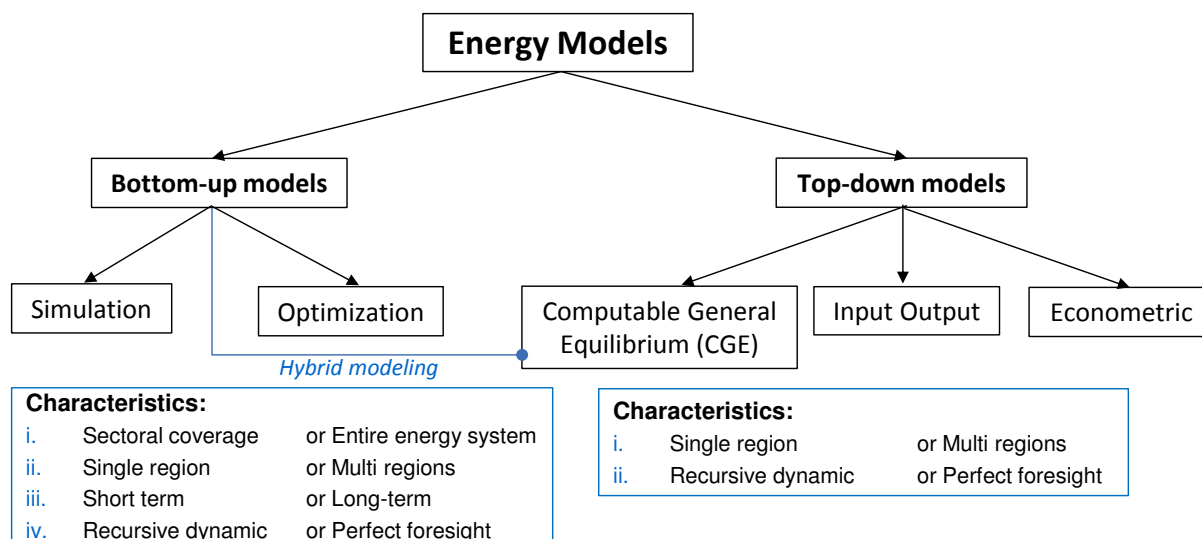 Energy Models
Bottom-up models
Top-down models
Simulation
Optimization
Computable General
Equilibrium (CGE)
Input Output
Econometric
Hybrid modeling
Characteristics:
i. Sectoral coverage or Entire energy system
ii. Single region or Multi regions
iii. Short term or Long-term
iv. Recursive dynamic or Perfect foresight
Characteristics:
i. Single region or Multi regions
ii. Recursive dynamic or Perfect foresight